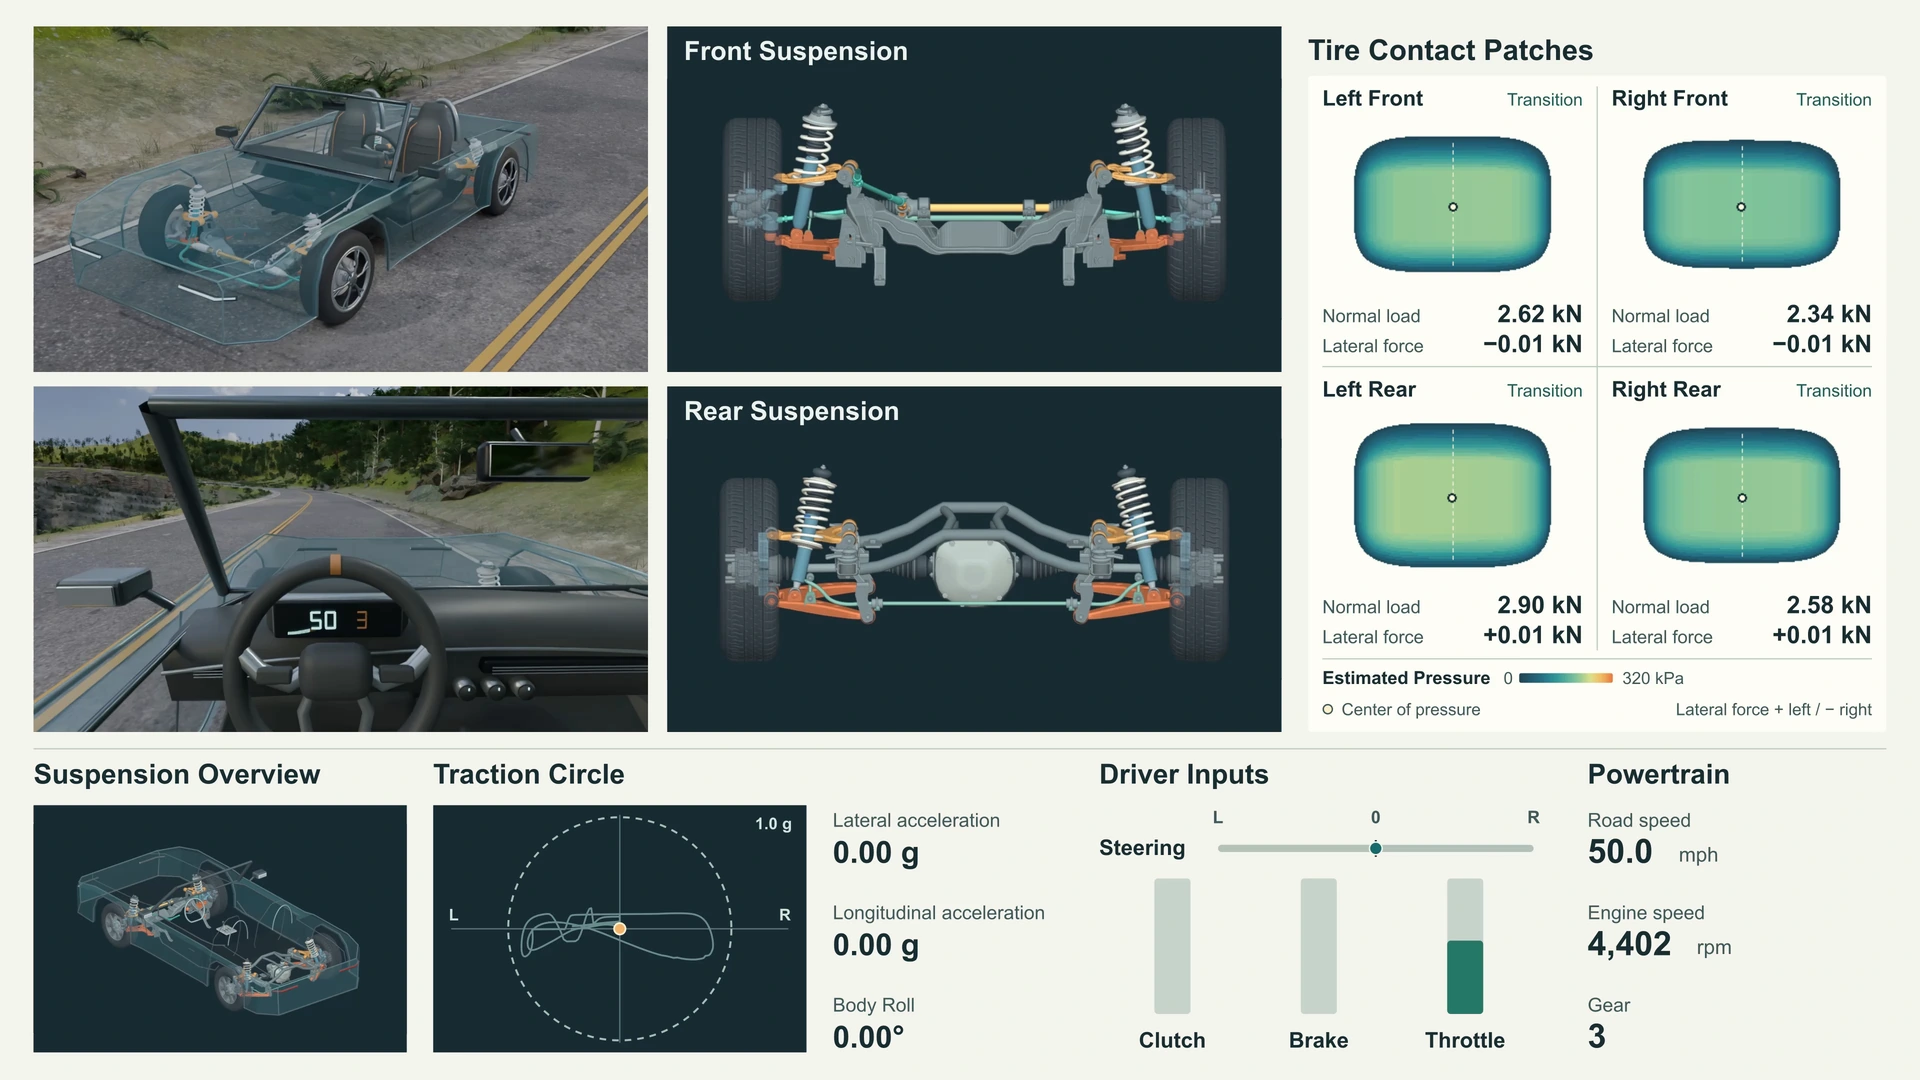 Front Suspension
Rear Suspension
50 3
Tire Contact Patches
Left Front Transition
Normal load 2.62 kN
Lateral force −0.01 kN
Right Front Transition
Normal load 2.34 kN
Lateral force −0.01 kN
Left Rear Transition
Normal load 2.90 kN
Lateral force +0.01 kN
Right Rear Transition
Normal load 2.58 kN
Lateral force +0.01 kN
Estimated Pressure 0 320 kPa
Center of pressure Lateral force + left / − right
Suspension Overview
Traction Circle
1.0 g
L R
Lateral acceleration
0.00 g
Longitudinal acceleration
0.00 g
Body Roll
0.00°
Driver Inputs
L 0 R
Steering
Clutch Brake Throttle
Powertrain
Road speed
50.0 mph
Engine speed
4,402 rpm
Gear
3